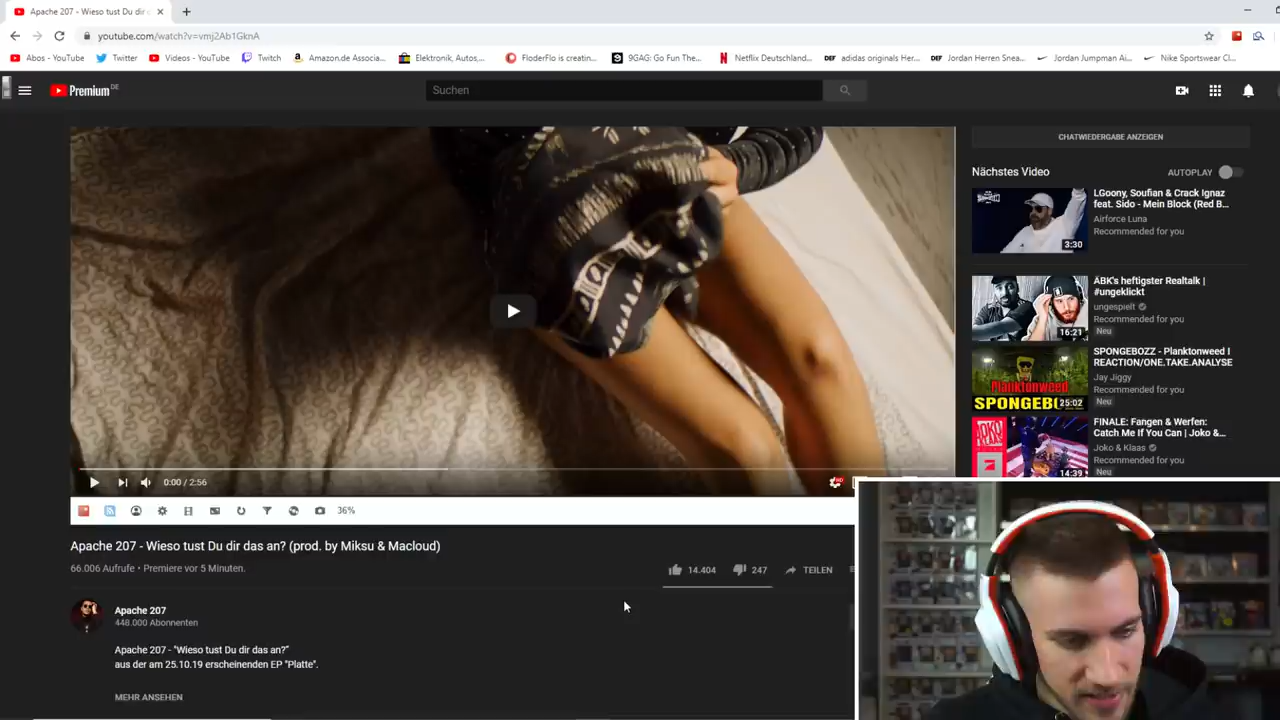 Apache 207 - Wieso tust Du dir d
youtube.com/watch?v=vmj2Ab1GknA
Abos - YouTube
Twitter
Videos - YouTube
Twitch
Amazon.de Associa...
Elektronik, Autos,...
FloderFlo is creatin...
9GAG: Go Fun The...
Netflix Deutschland...
adidas originals Her...
Jordan Herren Snea...
Jordan Jumpman Ai...
Nike Sportswear Cl...
Premium DE
Suchen
CHATWIEDERGABE ANZEIGEN
Nächstes Video
AUTOPLAY
LGoony, Soufian & Crack Ignaz
feat. Sido - Mein Block (Red B...
Airforce Luna
Recommended for you
3:30
ÄBK's heftigster Realtalk |
#ungeklickt
ungespielt
Recommended for you
Neu
16:21
SPONGEBOZZ - Planktonweed I
REACTION/ONE.TAKE.ANALYSE
Jay Jiggy
Recommended for you
Neu
Planktonweed
SPONGEBO
25:02
FINALE: Fangen & Werfen:
Catch Me If You Can | Joko &...
Joko & Klaas
Recommended for you
Neu
JOKO
14:39
0:00 / 2:56
36%
Apache 207 - Wieso tust Du dir das an? (prod. by Miksu & Macloud)
66.006 Aufrufe • Premiere vor 5 Minuten.
14.404
247
TEILEN
Apache 207
448.000 Abonnenten
Apache 207 - "Wieso tust Du dir das an?"
aus der am 25.10.19 erscheinenden EP "Platte".
MEHR ANSEHEN